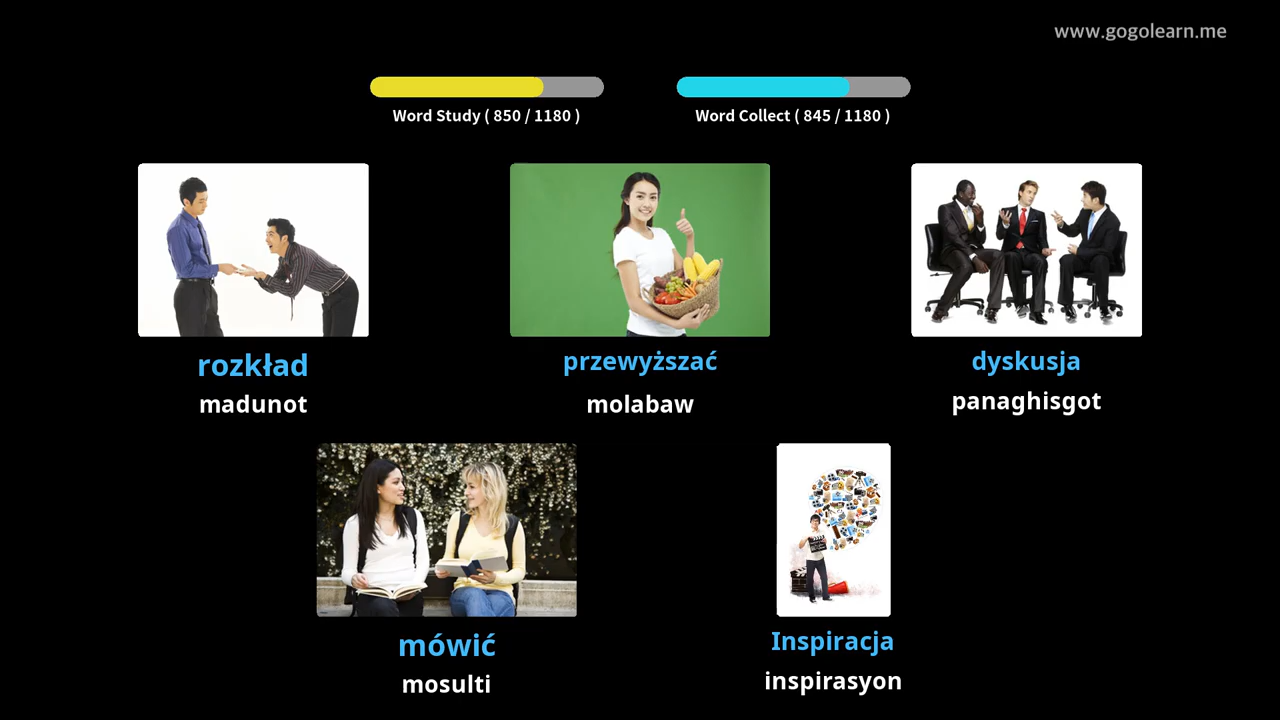 www.gogolearn.me
Word Study ( 850 / 1180 )
Word Collect ( 845 / 1180 )
rozkład
madunot
przewyższać
molabaw
dyskusja
panaghisgot
mówić
mosulti
Inspiracja
inspirasyon